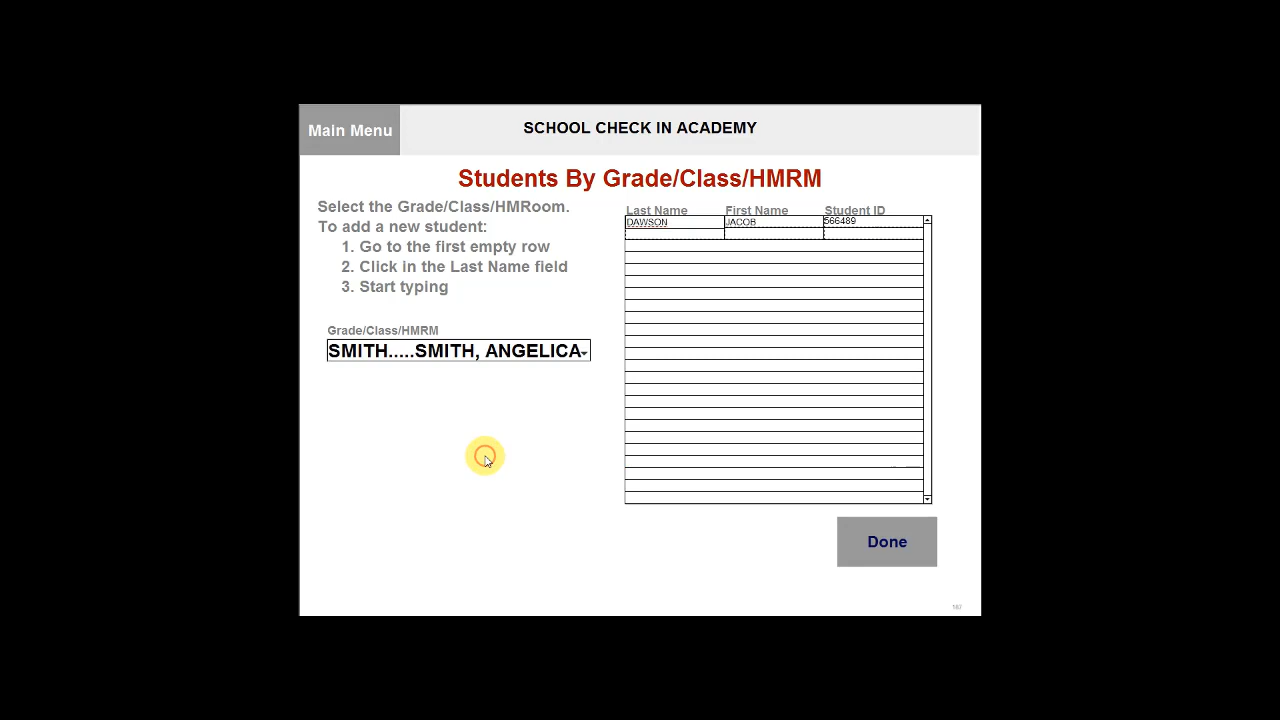 Main Menu
SCHOOL CHECK IN ACADEMY
Students By Grade/Class/HMRM
Select the Grade/Class/HMRoom.
To add a new student:
1. Go to the first empty row
2. Click in the Last Name field
3. Start typing
Grade/Class/HMRM
SMITH.....SMITH, ANGELICA
Last Name First Name Student ID
DAWSON JACOB 566489
Done
187